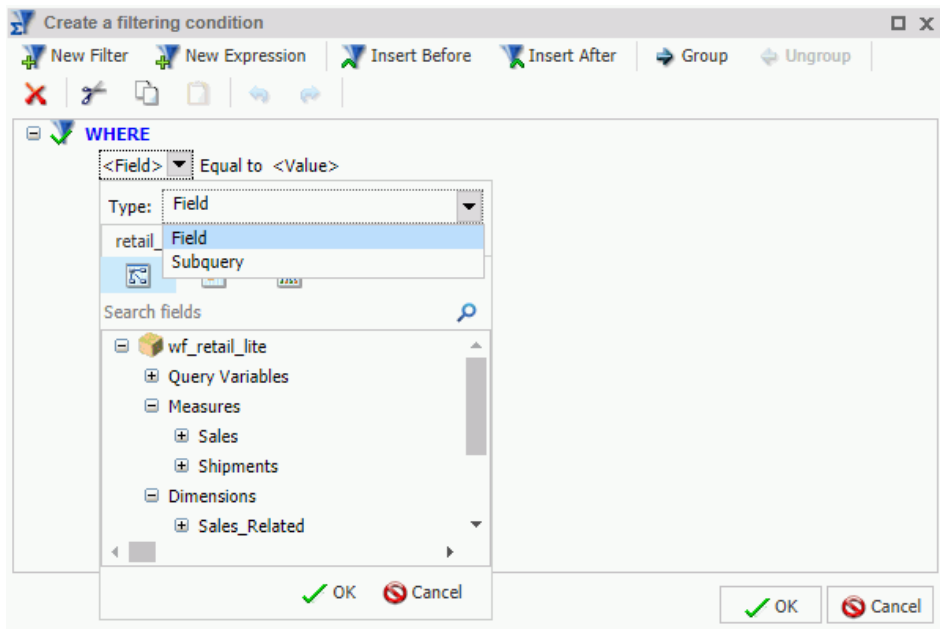 Create a filtering condition
New Filter New Expression Insert Before Insert After Group Ungroup
WHERE
<Field> Equal to <Value>
Type: Field
retail_ Field
Subquery
Search fields
wf_retail_lite
Query Variables
Measures
Sales
Shipments
Dimensions
Sales_Related
OK Cancel
OK Cancel